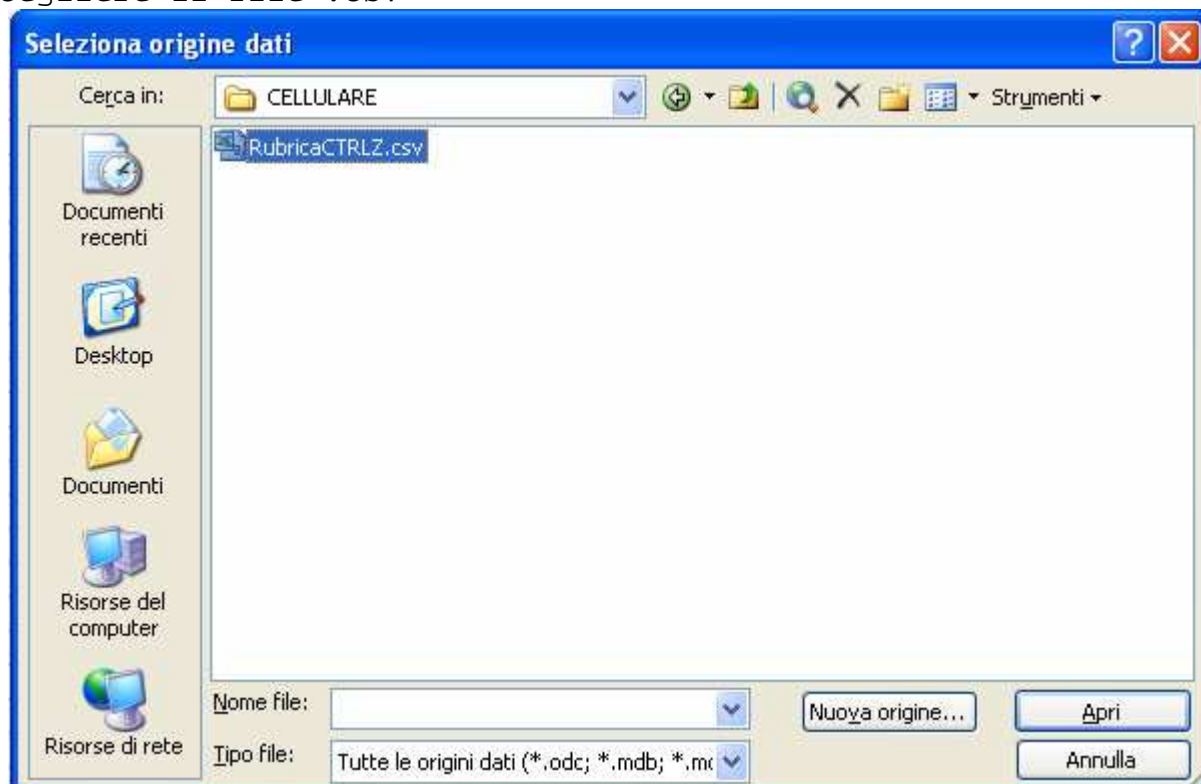 Seleziona origine dati
Cerca in:
CELLULARE
Strumenti
RubricaCTRLZ.csv
Documenti
recenti
Desktop
Documenti
Risorse del
computer
Risorse di rete
Nome file:
Nuova origine...
Apri
Tipo file:
Tutte le origini dati (*.odc; *.mdb; *.m
Annulla